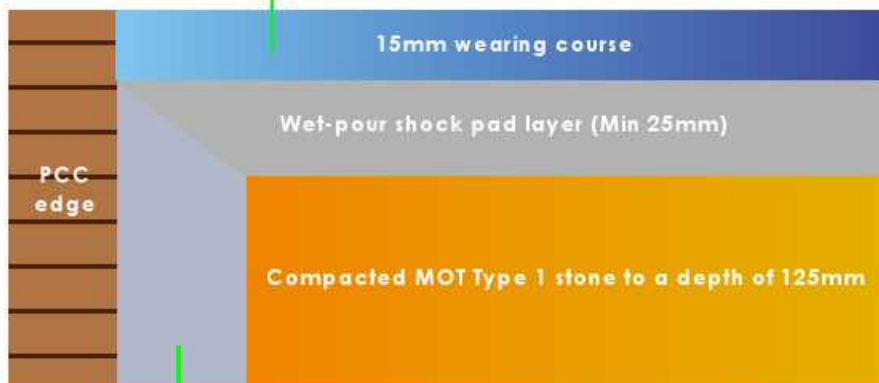 15mm wearing course
Wet-pour shock pad layer (Min 25mm)
PCC
edge
Compacted MOT Type 1 stone to a depth of 125mm